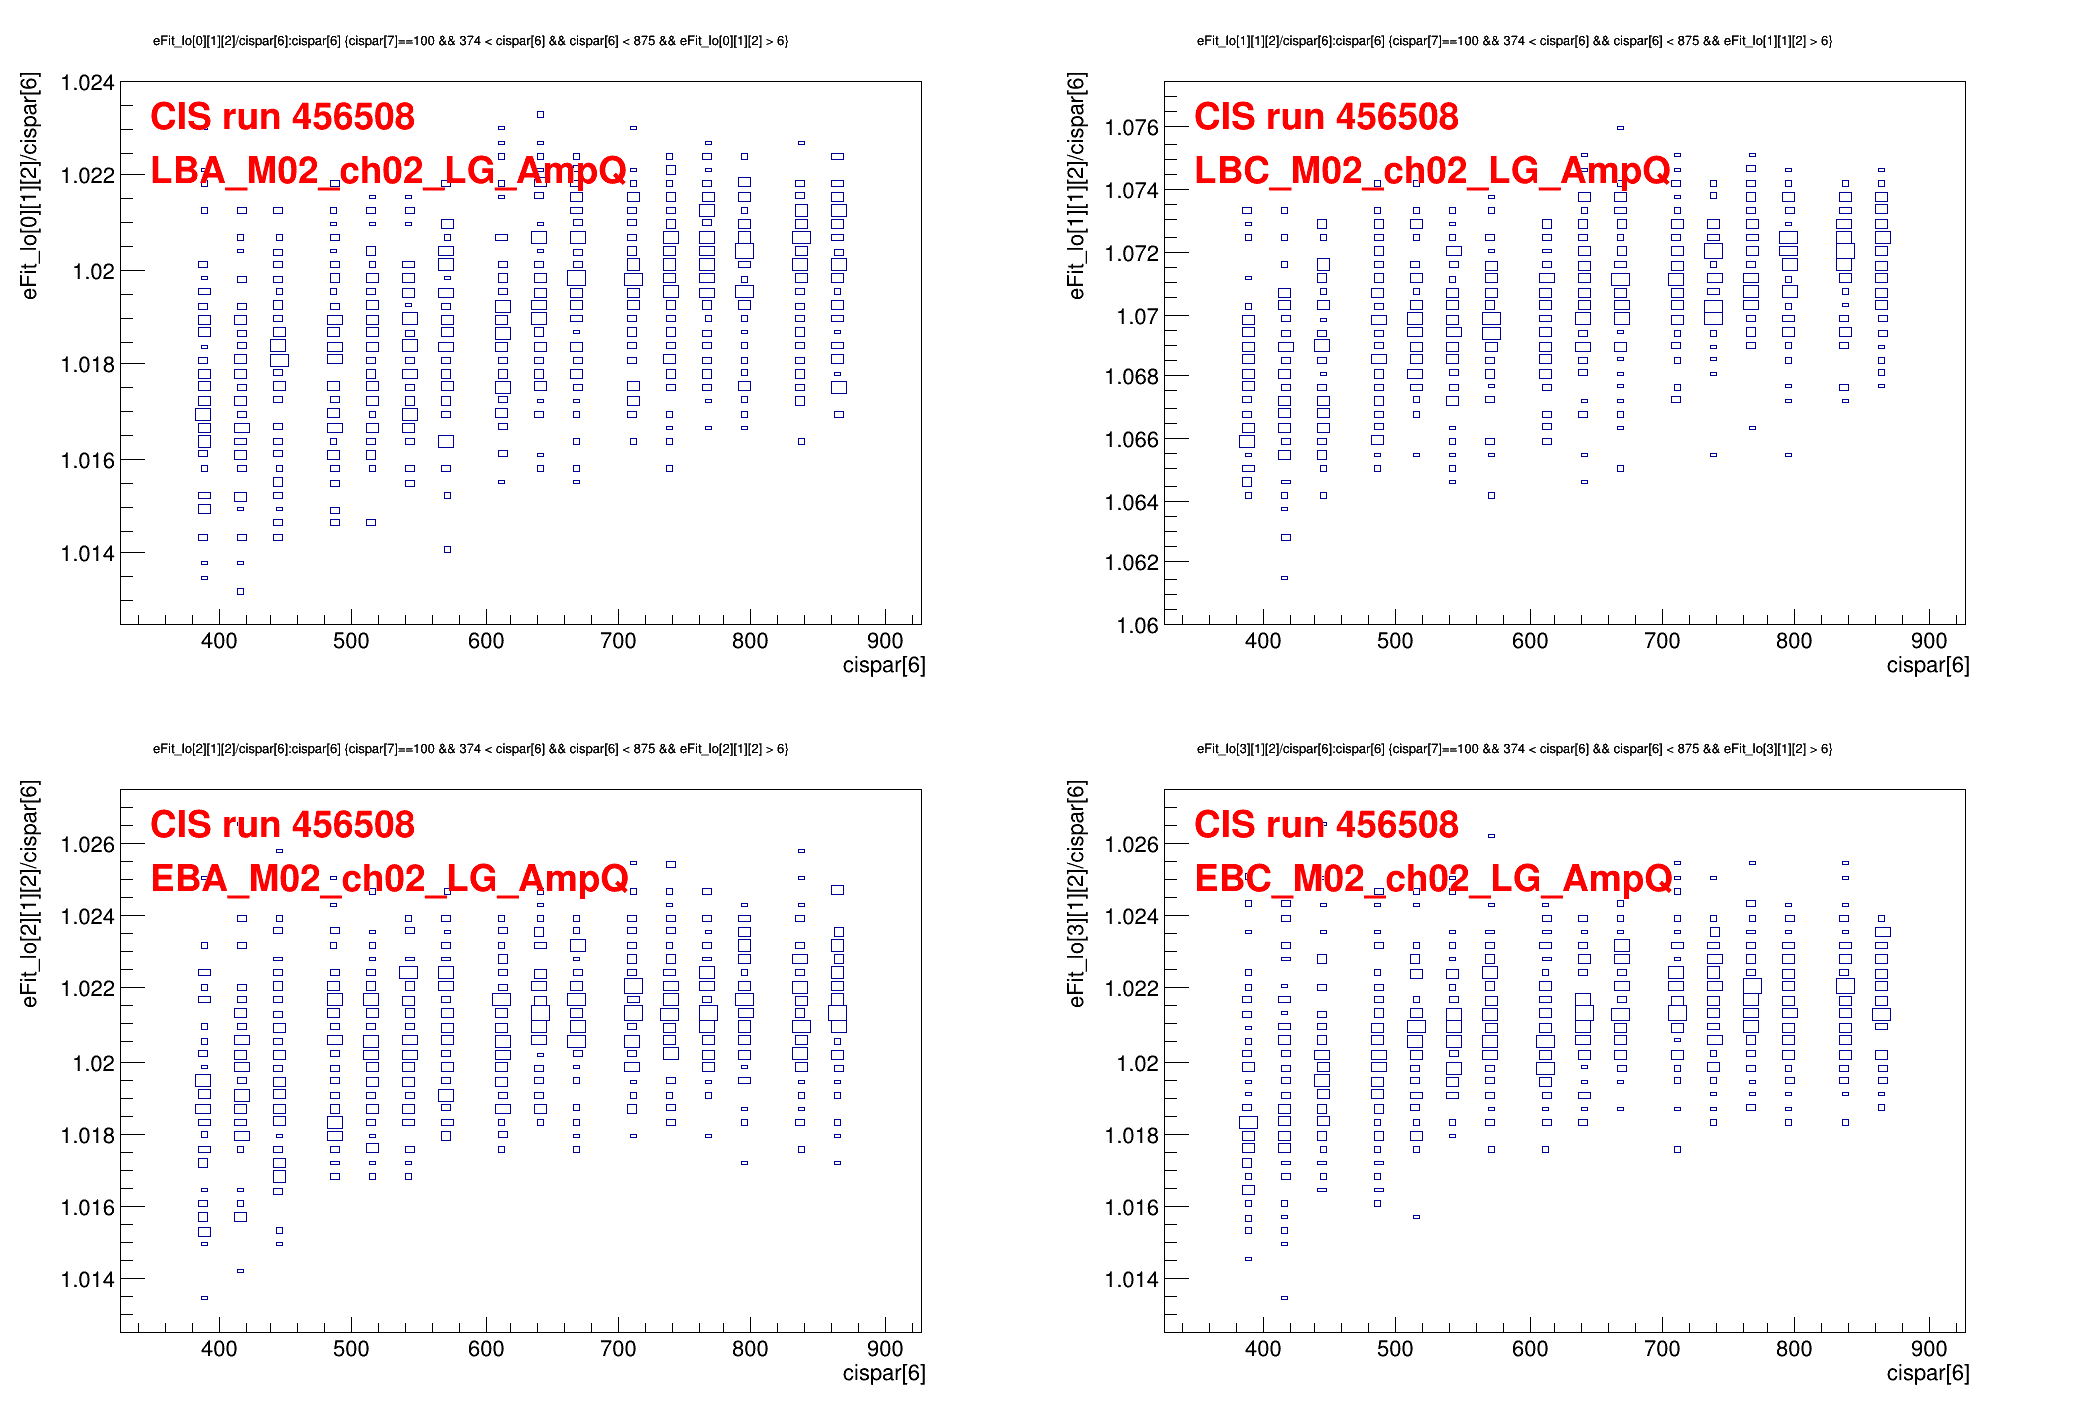 eFit_lo[0][1][2]/cispar[6]:cispar[6] {cispar[7]==100 && 374 < cispar[6] && cispar[6] < 875 && eFit_lo[0][1][2] > 6}
eFit_lo[0][1][2]/cispar[6]
CIS run 456508
LBA_M02_ch02_LG_AmpQ
1.024
1.022
1.02
1.018
1.016
1.014
400 500 600 700 800 900
cispar[6]
eFit_lo[1][1][2]/cispar[6]:cispar[6] {cispar[7]==100 && 374 < cispar[6] && cispar[6] < 875 && eFit_lo[1][1][2] > 6}
eFit_lo[1][1][2]/cispar[6]
CIS run 456508
LBC_M02_ch02_LG_AmpQ
1.076
1.074
1.072
1.07
1.068
1.066
1.064
1.062
1.06
400 500 600 700 800 900
cispar[6]
eFit_lo[2][1][2]/cispar[6]:cispar[6] {cispar[7]==100 && 374 < cispar[6] && cispar[6] < 875 && eFit_lo[2][1][2] > 6}
eFit_lo[2][1][2]/cispar[6]
CIS run 456508
EBA_M02_ch02_LG_AmpQ
1.026
1.024
1.022
1.02
1.018
1.016
1.014
400 500 600 700 800 900
cispar[6]
eFit_lo[3][1][2]/cispar[6]:cispar[6] {cispar[7]==100 && 374 < cispar[6] && cispar[6] < 875 && eFit_lo[3][1][2] > 6}
eFit_lo[3][1][2]/cispar[6]
CIS run 456508
EBC_M02_ch02_LG_AmpQ
1.026
1.024
1.022
1.02
1.018
1.016
1.014
400 500 600 700 800 900
cispar[6]